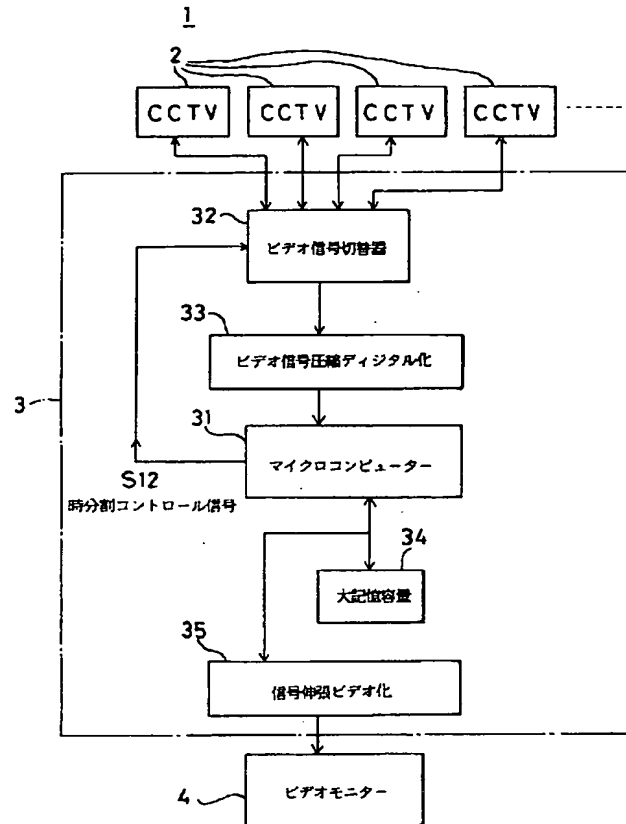 1
2
CCTV CCTV CCTV CCTV
32
ビデオ信号切替器
33
ビデオ信号圧縮ディジタル化
3
31
マイクロコンピューター
S12
時分割コントロール信号
34
大記憶容量
35
信号伸張ビデオ化
4
ビデオモニター